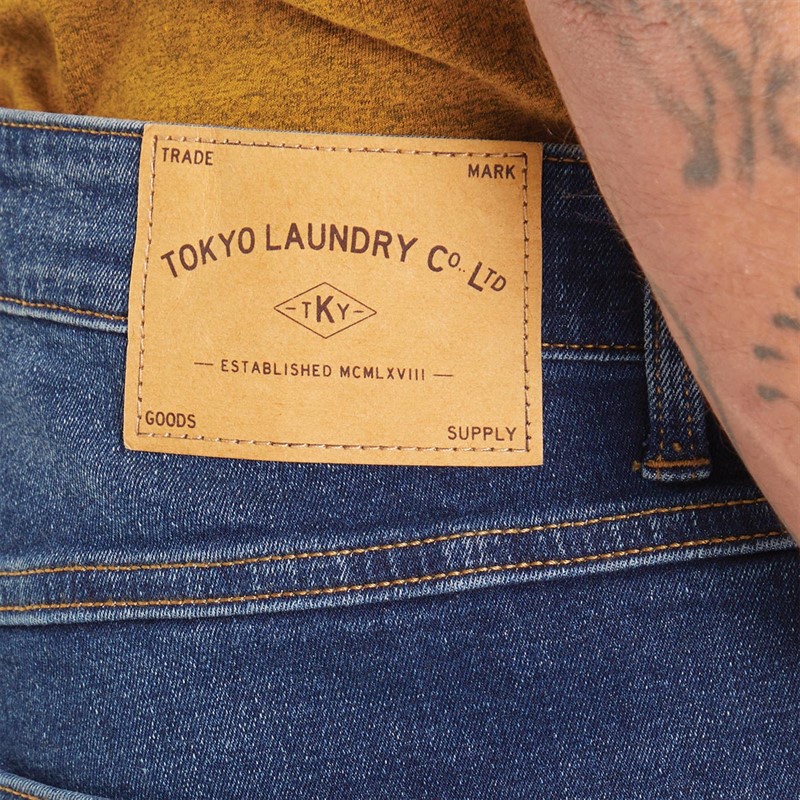 TRADE
MARK
TOKYO LAUNDRY Co.. LTD
-TKY-
— ESTABLISHED MCMLXVIII —
GOODS
SUPPLY